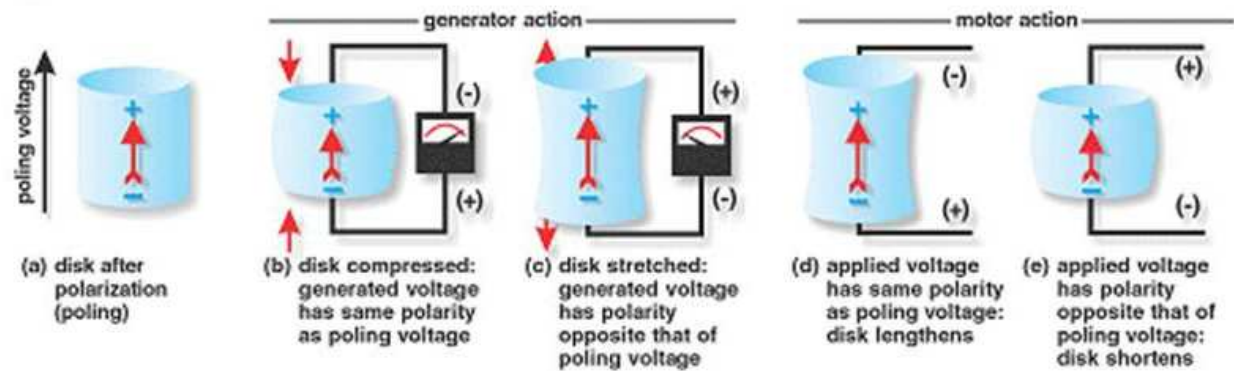 generator action
motor action
poling voltage
+
−
(-)
(+)
+
−
(+)
(-)
+
−
(-)
(+)
+
−
(+)
(-)
+
−
(a) disk after
polarization
(poling)
(b) disk compressed:
generated voltage
has same polarity
as poling voltage
(c) disk stretched:
generated voltage
has polarity
opposite that of
poling voltage
(d) applied voltage
has same polarity
as poling voltage:
disk lengthens
(e) applied voltage
has polarity
opposite that of
poling voltage:
disk shortens